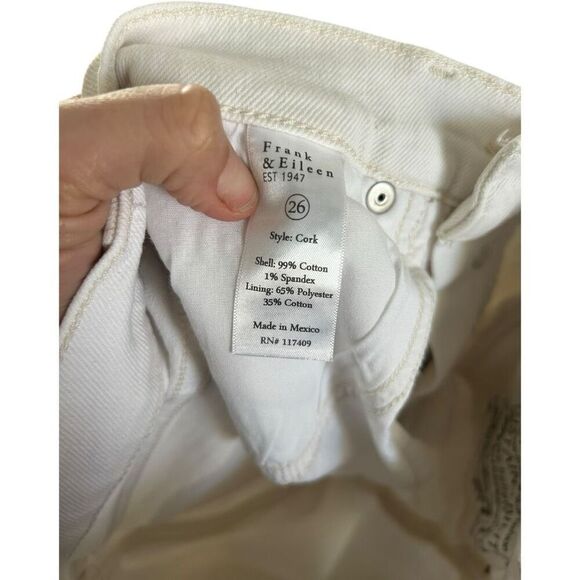 Frank
& Eileen
EST 1947
26
Style: Cork
Shell: 99% Cotton
1% Spandex
Lining: 65% Polyester
35% Cotton
Made in Mexico
RN# 117409